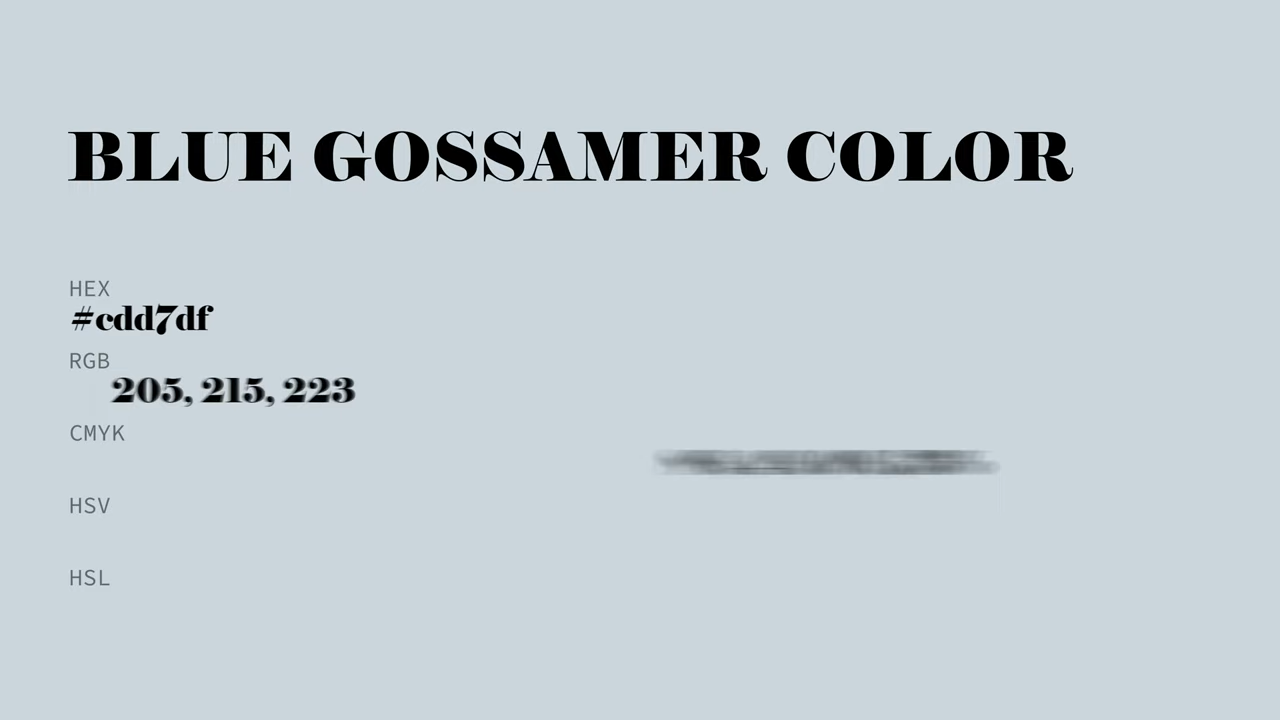 BLUE GOSSAMER COLOR
HEX
#cdd7df
RGB
205, 215, 223
CMYK
HSV
HSL